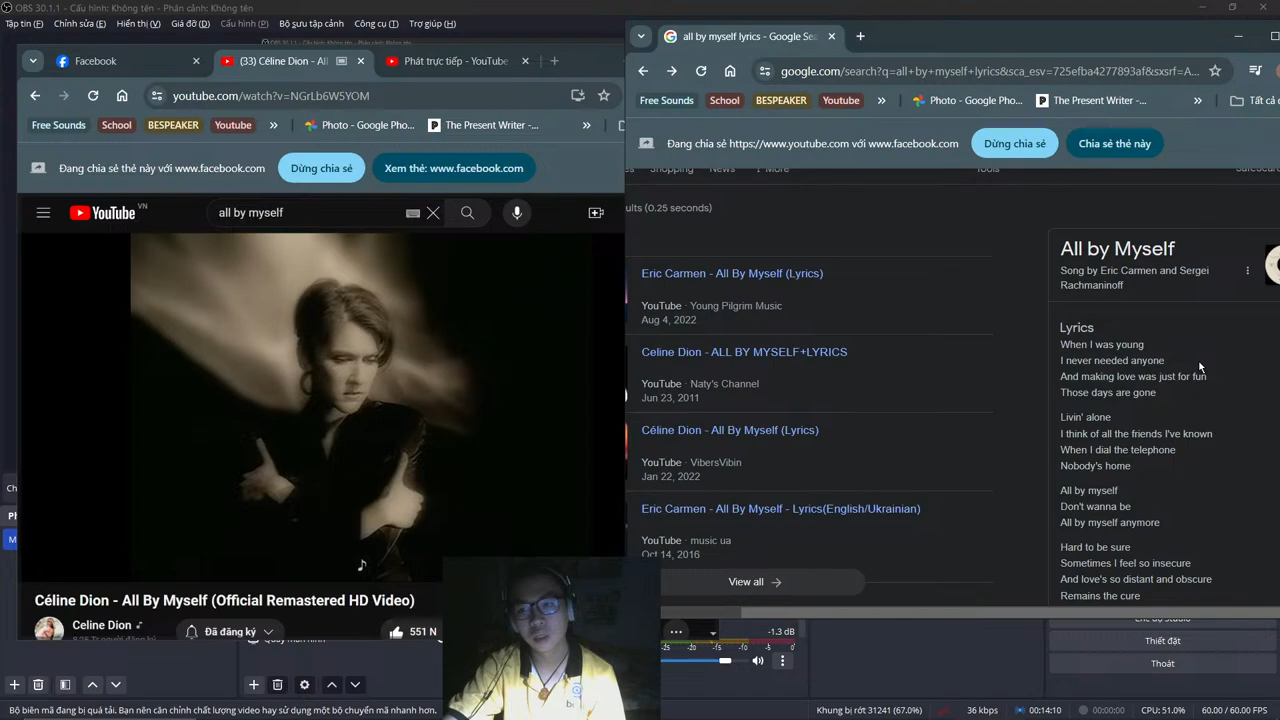 OBS 30.1.1 - Cấu hình: Không tên - Phân cảnh: Không tên
Tập tin (F) Chỉnh sửa (E) Hiển thị (V) Giá đỡ (D) Cấu hình (P) Phân cảnh (S) Bộ sưu tập cảnh Công cụ (T) Trợ giúp (H)
Facebook
(33) Céline Dion - All
Phát trực tiếp - YouTube
youtube.com/watch?v=NGrLb6W5YOM
Free Sounds School BESPEAKER Youtube » Photo - Google Pho... The Present Writer -... »
Đang chia sẻ thẻ này với www.facebook.com
Dừng chia sẻ
Xem thẻ: www.facebook.com
YouTube VN
all by myself
Céline Dion - All By Myself (Official Remastered HD Video)
Celine Dion
Đã đăng ký
551 N
all by myself lyrics - Google Sea
google.com/search?q=all+by+myself+lyrics&sca_esv=725efba4277893af&sxsrf=A...
Free Sounds School BESPEAKER Youtube » Photo - Google Pho... The Present Writer -... » Tất cả
Đang chia sẻ https://www.youtube.com với www.facebook.com
Dừng chia sẻ
Chia sẻ thẻ này
Shopping News More Tools
ults (0.25 seconds)
Eric Carmen - All By Myself (Lyrics)
YouTube · Young Pilgrim Music
Aug 4, 2022
Celine Dion - ALL BY MYSELF+LYRICS
YouTube · Naty's Channel
Jun 23, 2011
Céline Dion - All By Myself (Lyrics)
YouTube · VibersVibin
Jan 22, 2022
Eric Carmen - All By Myself - Lyrics(English/Ukrainian)
YouTube · music ua
Oct 14, 2016
View all
All by Myself
Song by Eric Carmen and Sergei
Rachmaninoff
Lyrics
When I was young
I never needed anyone
And making love was just for fun
Those days are gone
Livin' alone
I think of all the friends I've known
When I dial the telephone
Nobody's home
All by myself
Don't wanna be
All by myself anymore
Hard to be sure
Sometimes I feel so insecure
And love's so distant and obscure
Remains the cure
-1.3 dB
-25 -20 -15 -10 -5 0
Thiết đặt
Thoát
Bộ biên mã đang bị quá tải. Bạn nên cân chỉnh chất lượng video hay sử dụng một bộ chuyển mã nhanh hơn.
Khung bị rớt 31241 (67.0%)
36 kbps
00:14:10
00:00:00
CPU: 51.0%
60.00 / 60.00 FPS